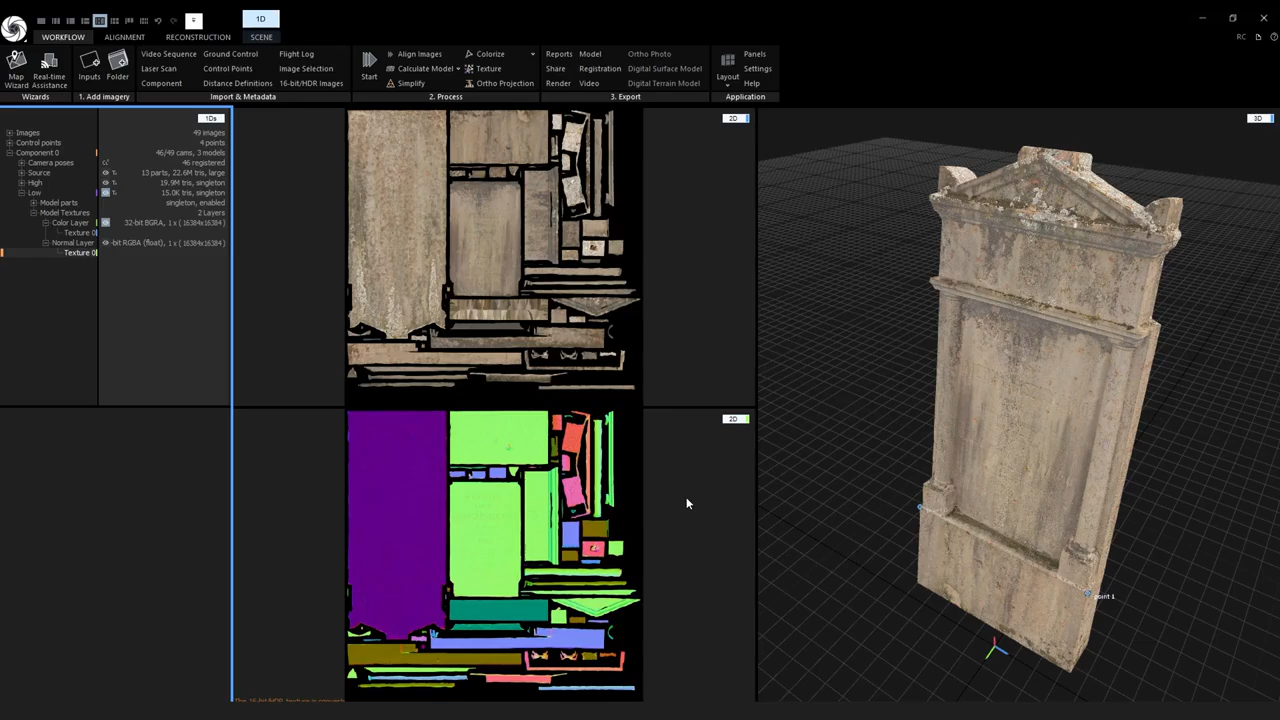 1D
WORKFLOW
ALIGNMENT
RECONSTRUCTION
SCENE
RC
Map Wizard
Real-time Assistance
Wizards
Inputs
Folder
1. Add imagery
Video Sequence
Ground Control
Flight Log
Laser Scan
Control Points
Image Selection
Component
Distance Definitions
16-bit/HDR Images
Import & Metadata
Start
Align Images
Colorize
Calculate Model
Texture
Simplify
Ortho Projection
2. Process
Reports
Model
Ortho Photo
Share
Registration
Digital Surface Model
Render
Video
Digital Terrain Model
3. Export
Layout
Panels
Settings
Help
Application
1Ds
Images
49 images
Control points
4 points
Component 0
46/49 cams, 3 models
Camera poses
46 registered
Source
13 parts, 22.6M tris, large
High
19.9M tris, singleton
Low
15.0K tris, singleton
Model parts
singleton, enabled
Model Textures
2 Layers
Color Layer
32-bit BGRA, 1 x ( 16384x16384 )
Texture 0
Normal Layer
-bit RGBA (float), 1 x ( 16384x16384 )
Texture 0
2D
2D
3D
point 1